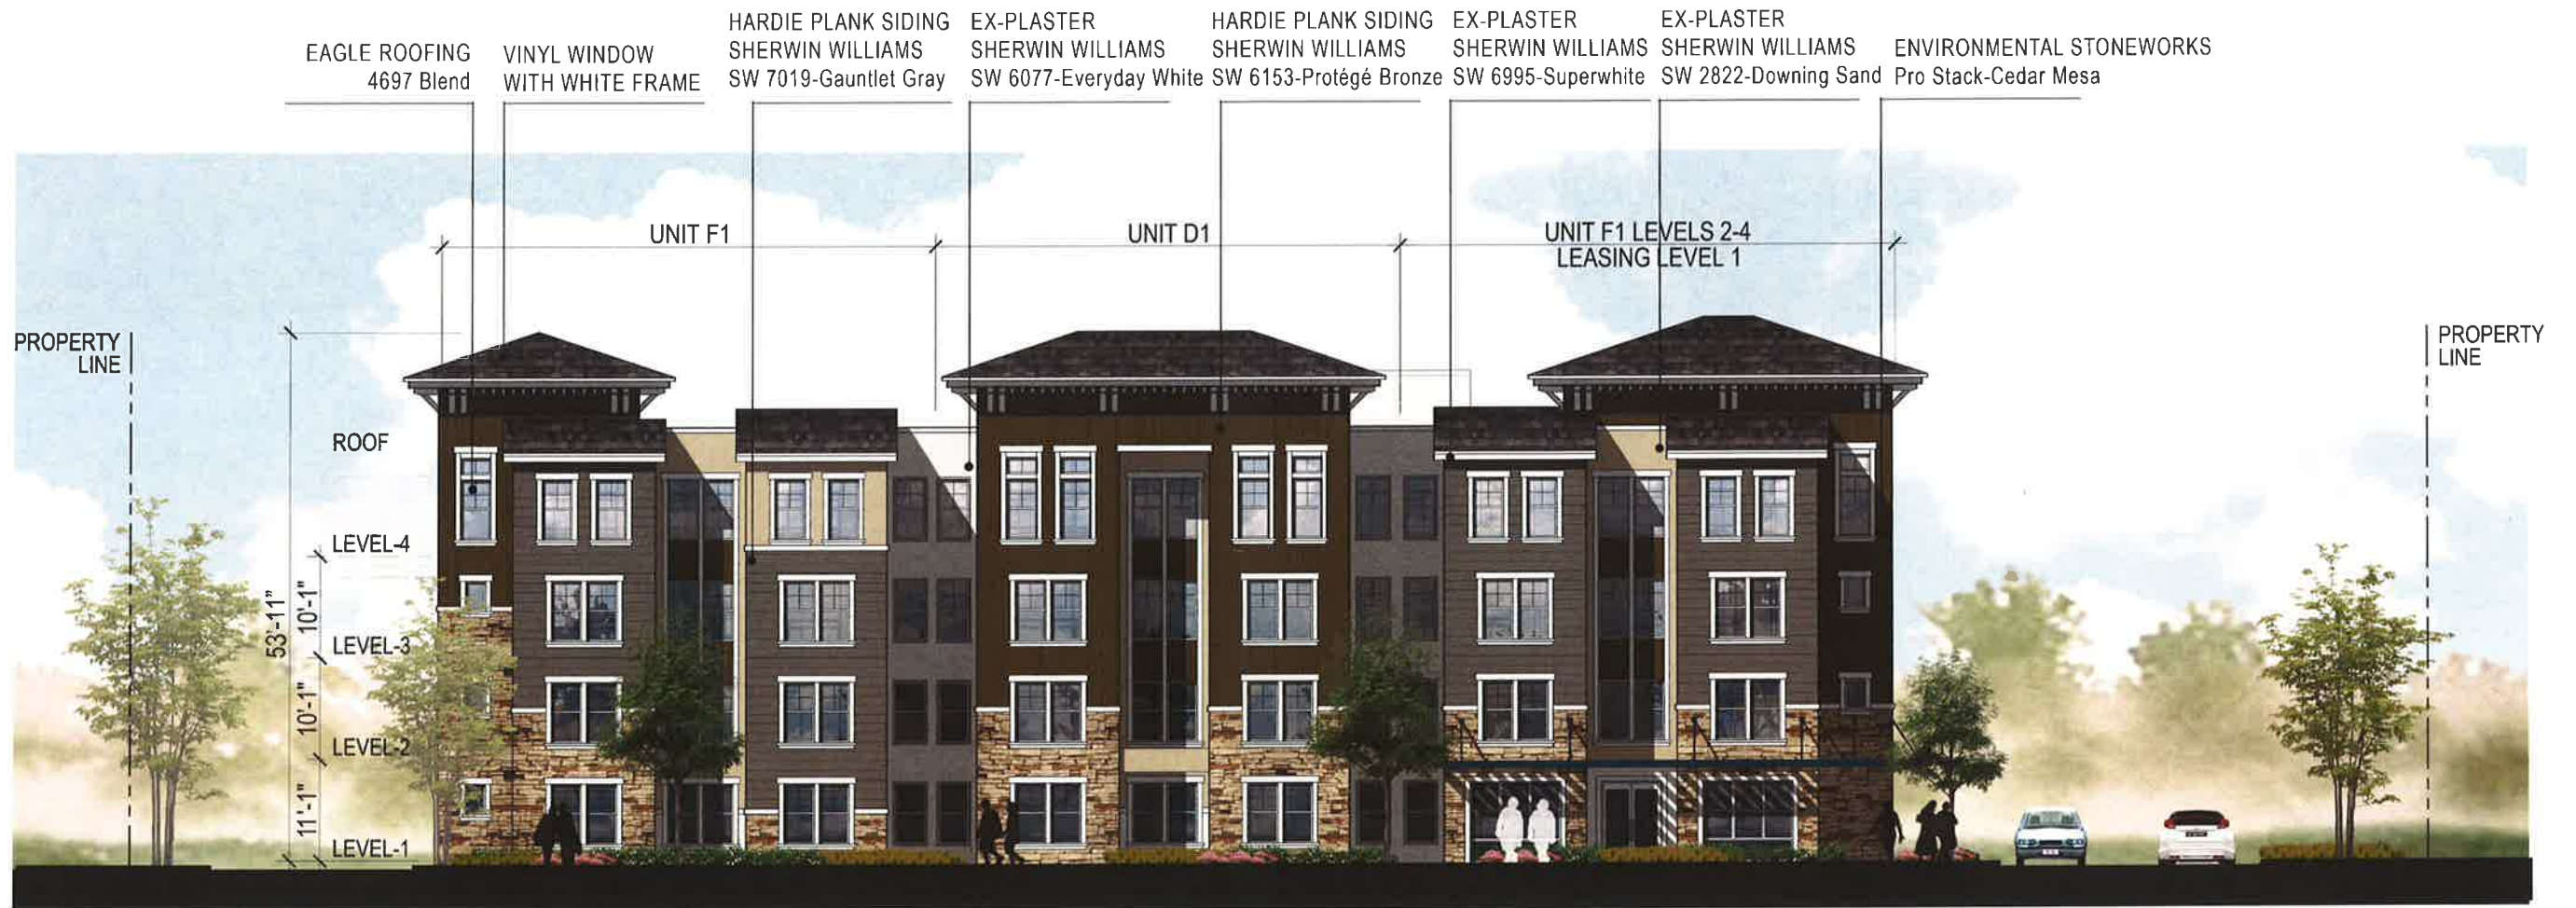 EAGLE ROOFING
4697 Blend
VINYL WINDOW
WITH WHITE FRAME
HARDIE PLANK SIDING
SHERWIN WILLIAMS
SW 7019-Gauntlet Gray
EX-PLASTER
SHERWIN WILLIAMS
SW 6077-Everyday White
HARDIE PLANK SIDING
SHERWIN WILLIAMS
SW 6153-Protégé Bronze
EX-PLASTER
SHERWIN WILLIAMS
SW 6995-Superwhite
EX-PLASTER
SHERWIN WILLIAMS
SW 2822-Downing Sand
ENVIRONMENTAL STONEWORKS
Pro Stack-Cedar Mesa
UNIT F1
UNIT D1
UNIT F1 LEVELS 2-4
LEASING LEVEL 1
PROPERTY
LINE
PROPERTY
LINE
ROOF
LEVEL-4
10'-1"
53'-11"
LEVEL-3
10'-1"
LEVEL-2
11'-1"
LEVEL-1